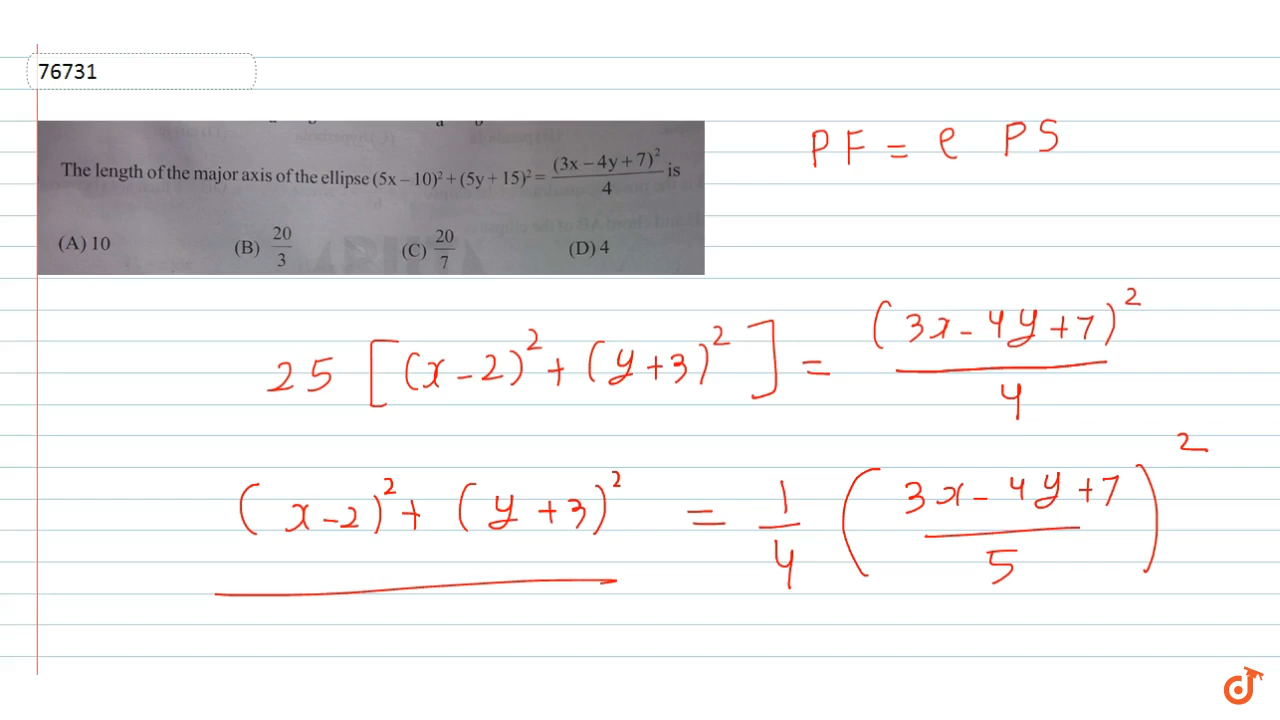 76731
PF = e PS
The length of the major axis of the ellipse (5x – 10)² + (5y + 15)² = (3x – 4y + 7)²/4 is
(A) 10 (B) 20/3 (C) 20/7 (D) 4
25 [(x-2)² + (y+3)²] = (3x-4y+7)²/4
(x-2)² + (y+3)² = 1/4 ((3x-4y+7)/5)²